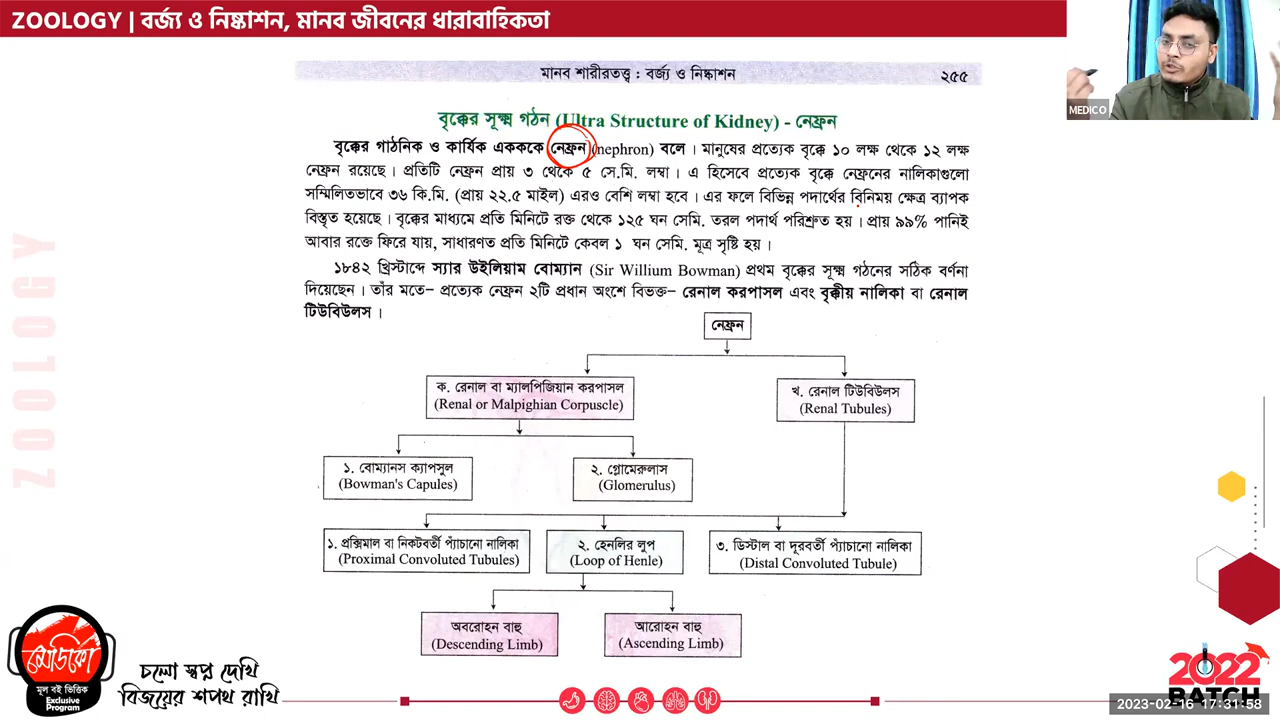 ZOOLOGY | বর্জ্য ও নিষ্কাশন, মানব জীবনের ধারাবাহিকতা
MEDICO
মানব শারীরতত্ত্ব : বর্জ্য ও নিষ্কাশন ২৫৫
বৃক্কের সূক্ষ্ম গঠন (Ultra Structure of Kidney) - নেফ্রন
বৃক্কের গাঠনিক ও কার্যিক একককে নেফ্রন (nephron) বলে । মানুষের প্রত্যেক বৃক্কে ১০ লক্ষ থেকে ১২ লক্ষ
নেফ্রন রয়েছে । প্রতিটি নেফ্রন প্রায় ৩ থেকে ৫ সে.মি. লম্বা । এ হিসেবে প্রত্যেক বৃক্কে নেফ্রনের নালিকাগুলো
সম্মিলিতভাবে ৩৬ কি.মি. (প্রায় ২২.৫ মাইল) এরও বেশি লম্বা হবে । এর ফলে বিভিন্ন পদার্থের বিনিময় ক্ষেত্র ব্যাপক
বিস্তৃত হয়েছে । বৃক্কের মাধ্যমে প্রতি মিনিটে রক্ত থেকে ১২৫ ঘন সেমি. তরল পদার্থ পরিশ্রুত হয় । প্রায় ৯৯% পানিই
আবার রক্তে ফিরে যায়, সাধারণত প্রতি মিনিটে কেবল ১ ঘন সেমি. মূত্র সৃষ্টি হয় ।
১৮৪২ খ্রিস্টাব্দে স্যার উইলিয়াম বোম্যান (Sir Willium Bowman) প্রথম বৃক্কের সূক্ষ্ম গঠনের সঠিক বর্ণনা
দিয়েছেন । তাঁর মতে– প্রত্যেক নেফ্রন ২টি প্রধান অংশে বিভক্ত– রেনাল করপাসল এবং বৃক্কীয় নালিকা বা রেনাল
টিউবিউলস ।
নেফ্রন
ক. রেনাল বা ম্যালপিজিয়ান করপাসল
(Renal or Malpighian Corpuscle)
খ. রেনাল টিউবিউলস
(Renal Tubules)
১. বোম্যানস ক্যাপসুল
(Bowman's Capules)
২. গ্লোমেরুলাস
(Glomerulus)
১. প্রক্সিমাল বা নিকটবর্তী প্যাঁচানো নালিকা
(Proximal Convoluted Tubules)
২. হেনলির লুপ
(Loop of Henle)
৩. ডিস্টাল বা দূরবর্তী প্যাঁচানো নালিকা
(Distal Convoluted Tubule)
অবরোহন বাহু
(Descending Limb)
আরোহন বাহু
(Ascending Limb)
ZOOLOGY
মেডিকো
মূল বই ভিত্তিক
Exclusive
Program
চলো স্বপ্ন দেখি
বিজয়ের শপথ রাখি
2022
BATCH
2023-02-16 17:31:58